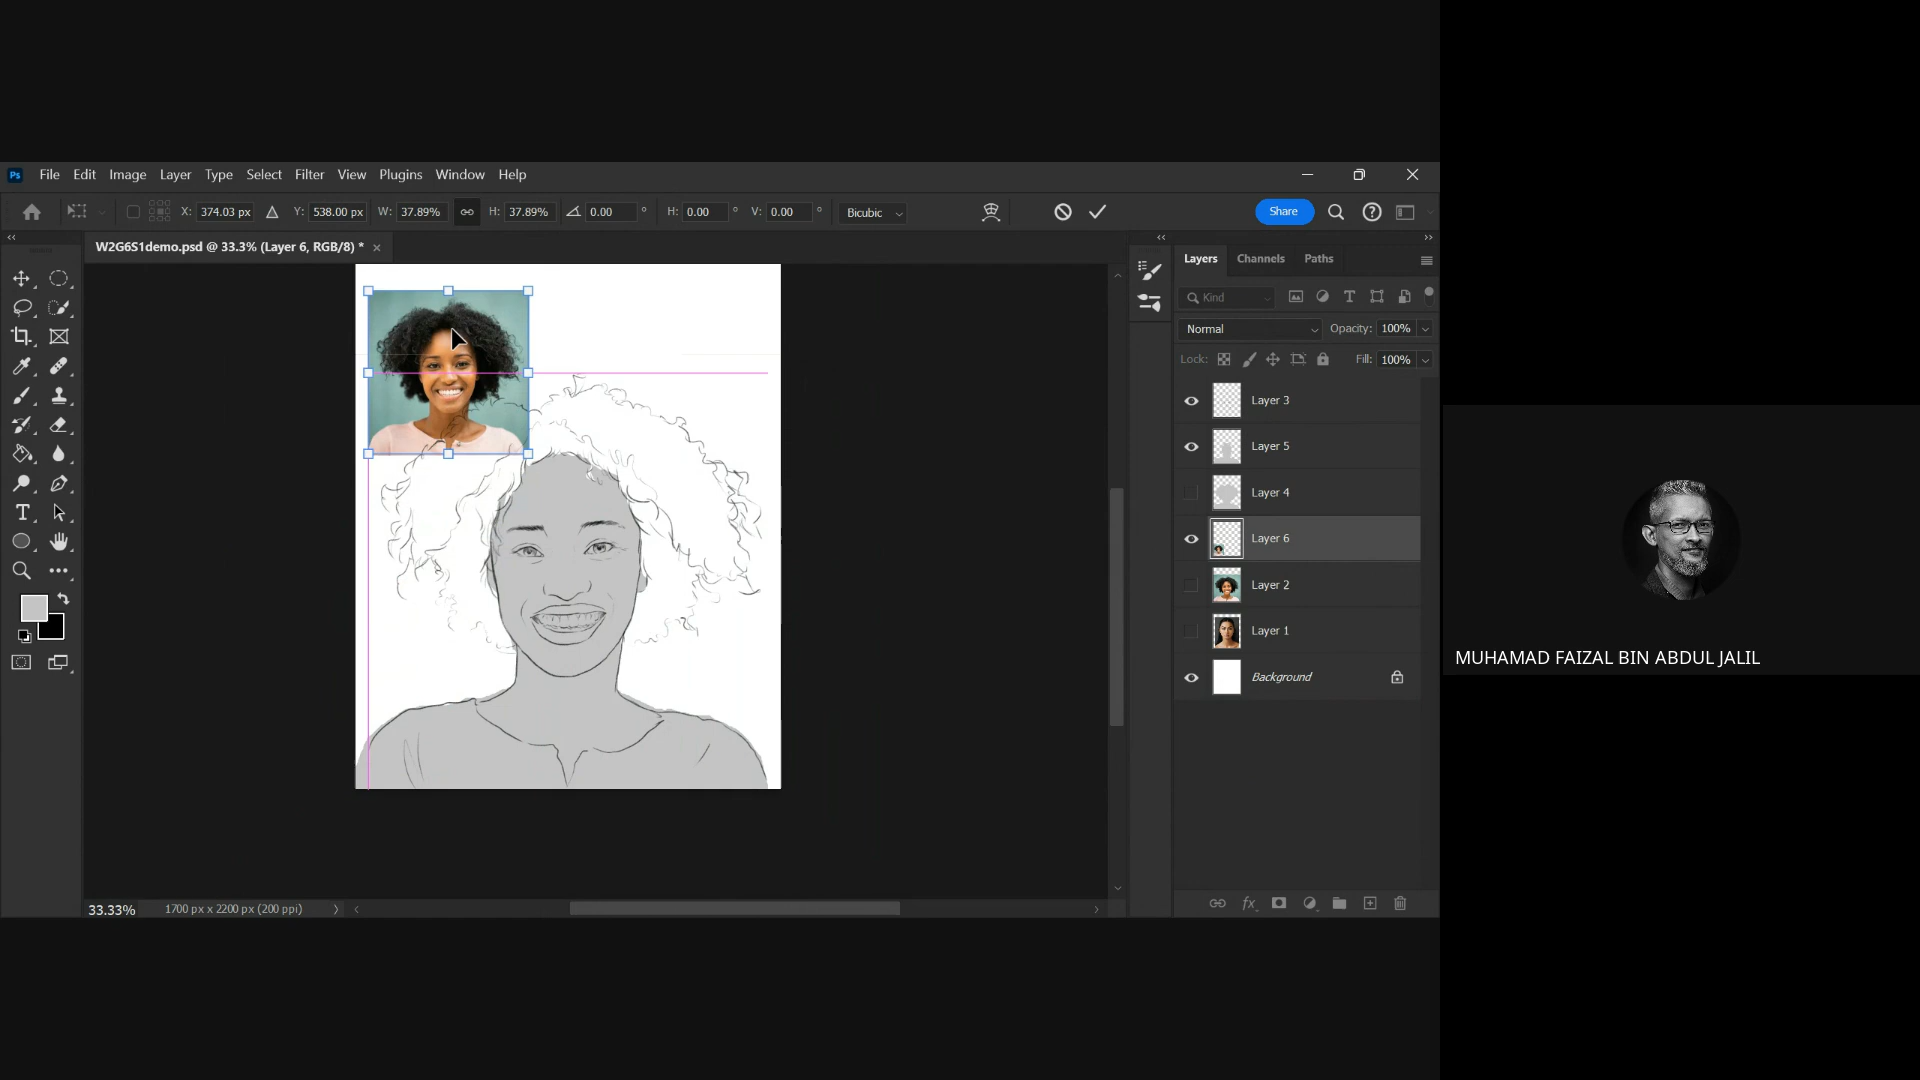 Ps File Edit Image Layer Type Select Filter View Plugins Window Help
X: 374.03 px Y: 538.00 px W: 37.89% H: 37.89% 0.00 ° H: 0.00 ° V: 0.00 ° Bicubic Share
W2G6S1demo.psd @ 33.3% (Layer 6, RGB/8) * ×
Layers Channels Paths
Kind
Normal Opacity: 100%
Lock: Fill: 100%
Layer 3
Layer 5
Layer 4
Layer 6
Layer 2
Layer 1
Background
MUHAMAD FAIZAL BIN ABDUL JALIL
33.33% 1700 px x 2200 px (200 ppi)